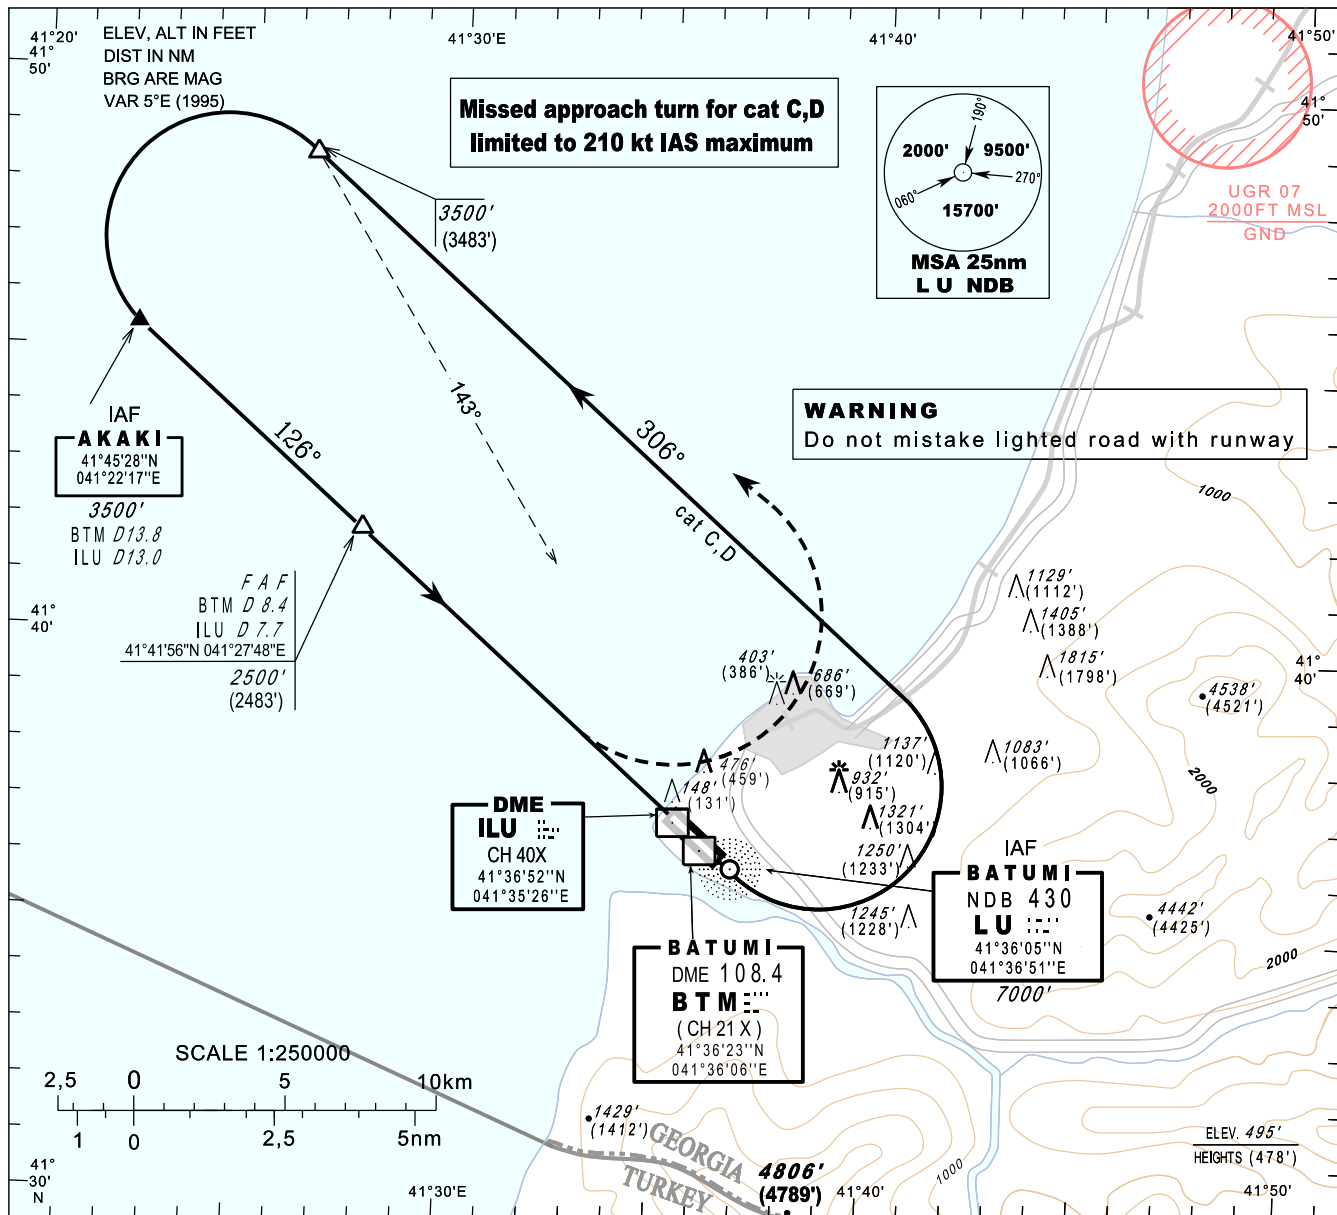 41°20'
41°30'E
41°40'
41°50'
41°
50'
ELEV, ALT IN FEET
DIST IN NM
BRG ARE MAG
VAR 5°E (1995)
Missed approach turn for cat C,D
limited to 210 kt IAS maximum
190°
2000'
9500'
060°
270°
15700'
MSA 25nm
L U NDB
41°
50'
UGR 07
2000FT MSL
GND
3500'
(3483')
143°
306°
cat C,D
126°
WARNING
Do not mistake lighted road with runway
IAF
AKAKI
41°45'28''N
041°22'17''E
3500'
BTM D13.8
ILU D13.0
F A F
BTM D 8.4
ILU D 7.7
41°41'56"N 041°27'48"E
2500'
(2483')
41°
40'
1000
1129'
(1112')
1405'
(1388')
1815'
(1798')
41°
40'
403'
(386')
686'
(669')
4538'
(4521')
1137'
(1120')
1083'
(1066')
476'
(459')
148'
(131')
932'
(915')
1321'
(1304')
2000
1250'
(1233')
DME
ILU
CH 40X
41°36'52''N
041°35'26''E
IAF
BATUMI
NDB 430
LU
41°36'05''N
041°36'51''E
7000'
1245'
(1228')
4442'
(4425')
2000
BATUMI
DME 108.4
BTM
(CH 21 X)
41°36'23''N
041°36'06''E
SCALE 1:250000
2,5
0
5
10km
1
0
2,5
5nm
1429'
(1412')
GEORGIA
TURKEY
4806'
(4789')
1000
ELEV. 495'
HEIGHTS (478')
41°
30'
N
41°30'E
41°40'
41°50'